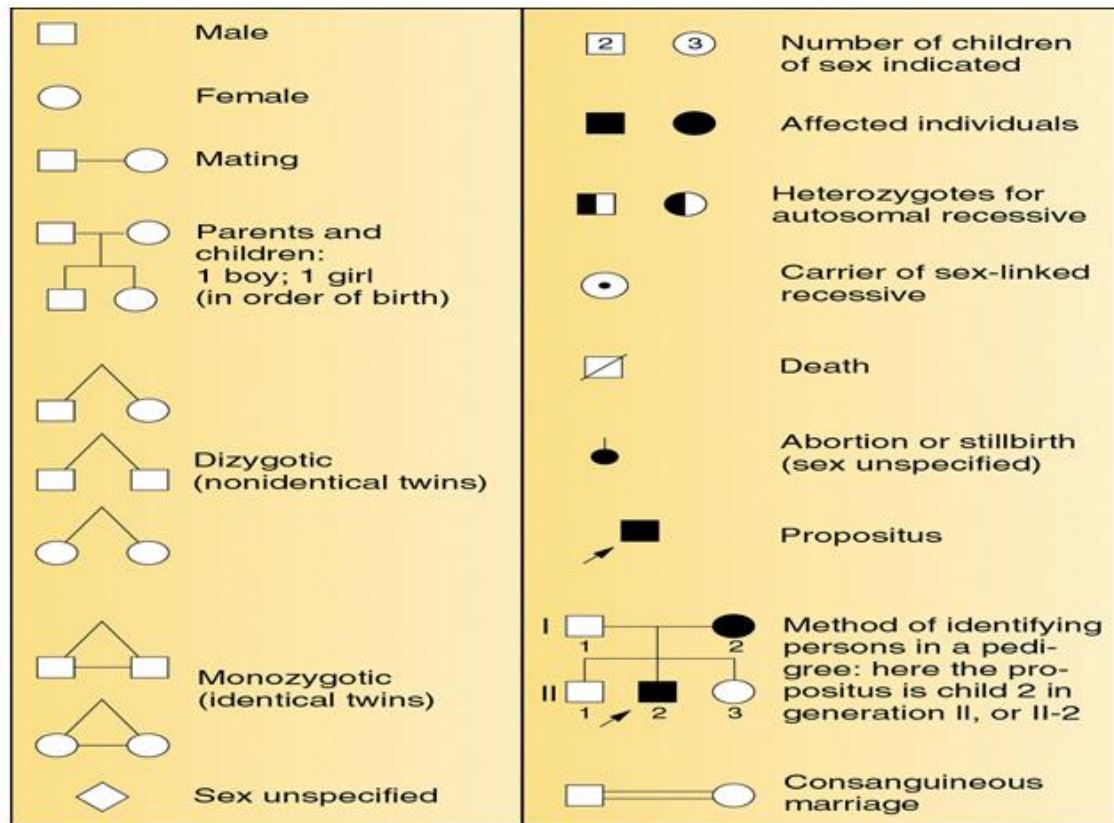 Male
Female
Mating
Parents and
children:
1 boy; 1 girl
(in order of birth)
Dizygotic
(nonidentical twins)
Monozygotic
(identical twins)
Sex unspecified
2 3
Number of children
of sex indicated
Affected individuals
Heterozygotes for
autosomal recessive
Carrier of sex-linked
recessive
Death
Abortion or stillbirth
(sex unspecified)
Propositus
I
1 2
II
1 2 3
Method of identifying
persons in a pedi-
gree: here the pro-
positus is child 2 in
generation II, or II-2
Consanguineous
marriage